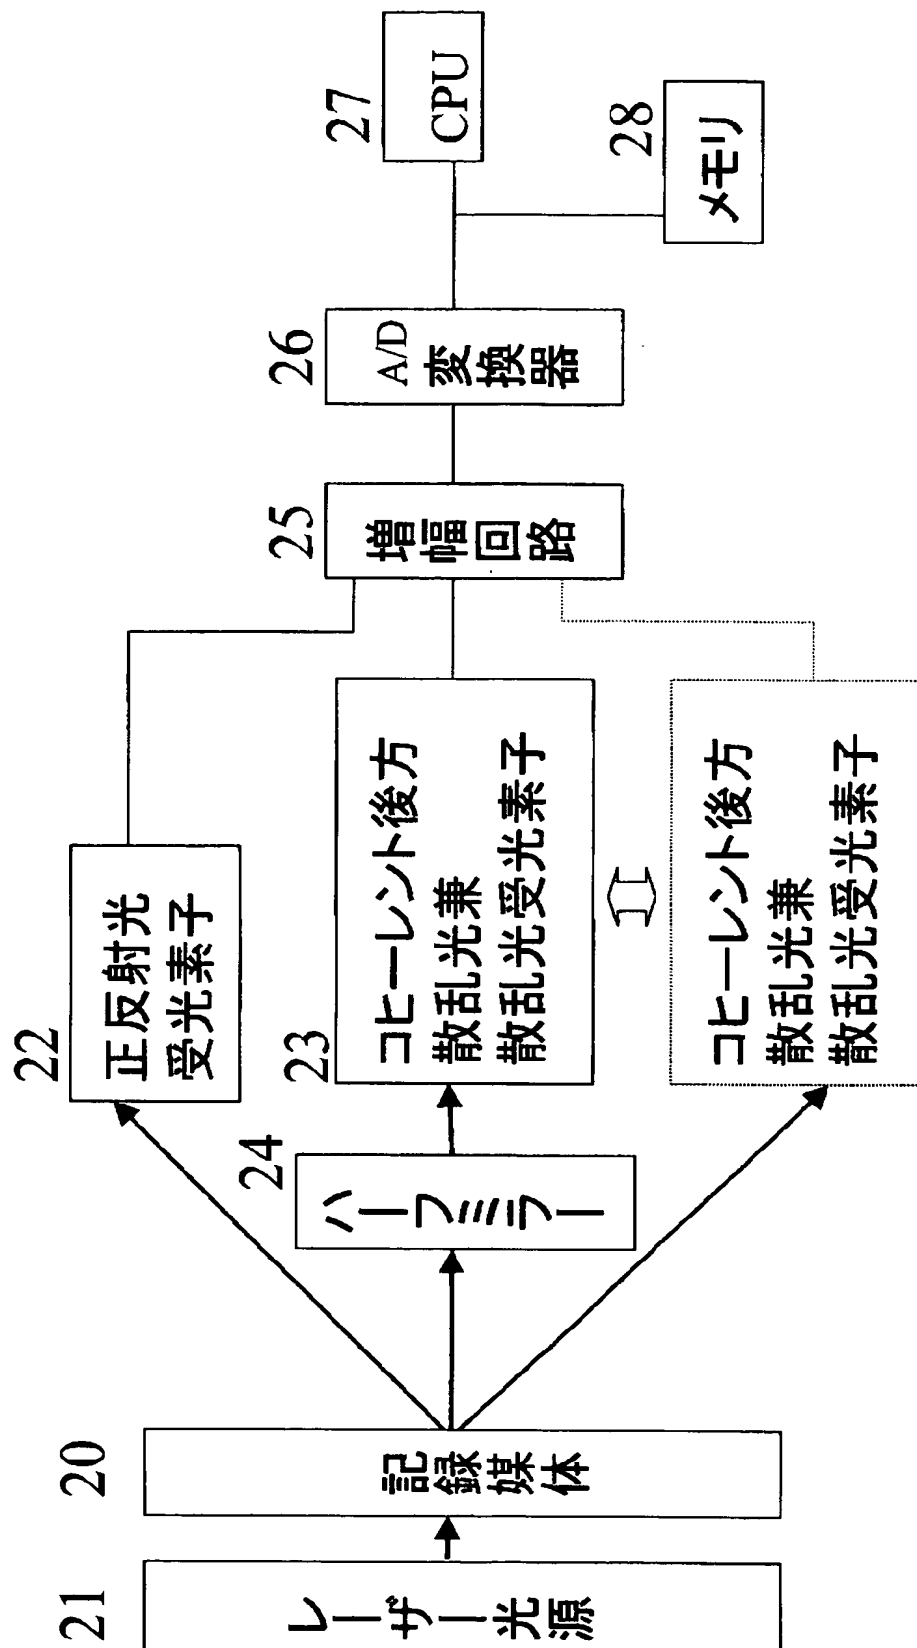 21
レーザー光源
20
記録媒体
22
正反射光
受光素子
24
ハーフミラー
23
コヒーレント後方
散乱光兼
散乱光受光素子
コヒーレント後方
散乱光兼
散乱光受光素子
25
増幅回路
26
A/D
変換器
27
CPU
28
メモリ